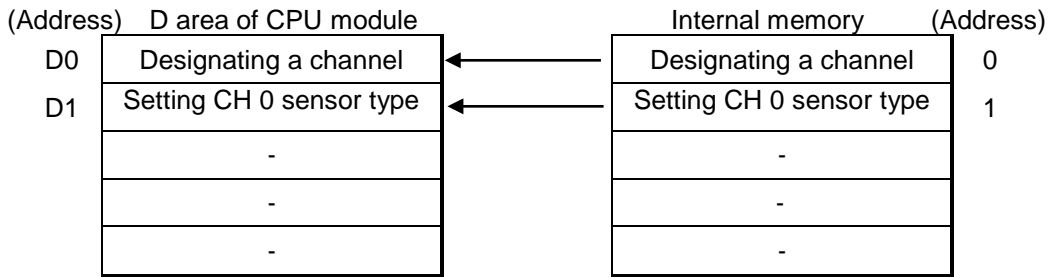 (Address) D area of CPU module Internal memory (Address)
D0 Designating a channel Designating a channel 0
D1 Setting CH 0 sensor type Setting CH 0 sensor type 1
- -
- -
- -